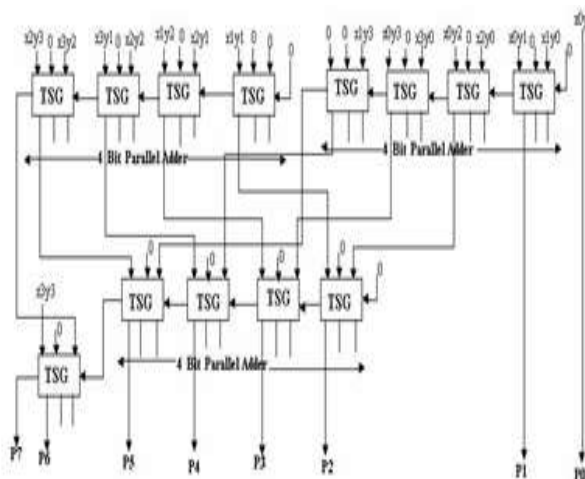 x2y3 0 x3y2 x3y1 0 x2y2 x1y2 0 x2y1 x1y1 0 0 0 0 0 x1y3 x0y3 0 x3y0 x0y2 0 x2y0 x0y1 0 x1y0 0
TSG TSG TSG TSG TSG TSG TSG TSG
4 Bit Parallel Adder 4 Bit Parallel Adder
0 0 0 0 0
TSG TSG TSG TSG
x3y3 0
4 Bit Parallel Adder
TSG
P7 P6 P5 P4 P3 P2 P1 P0